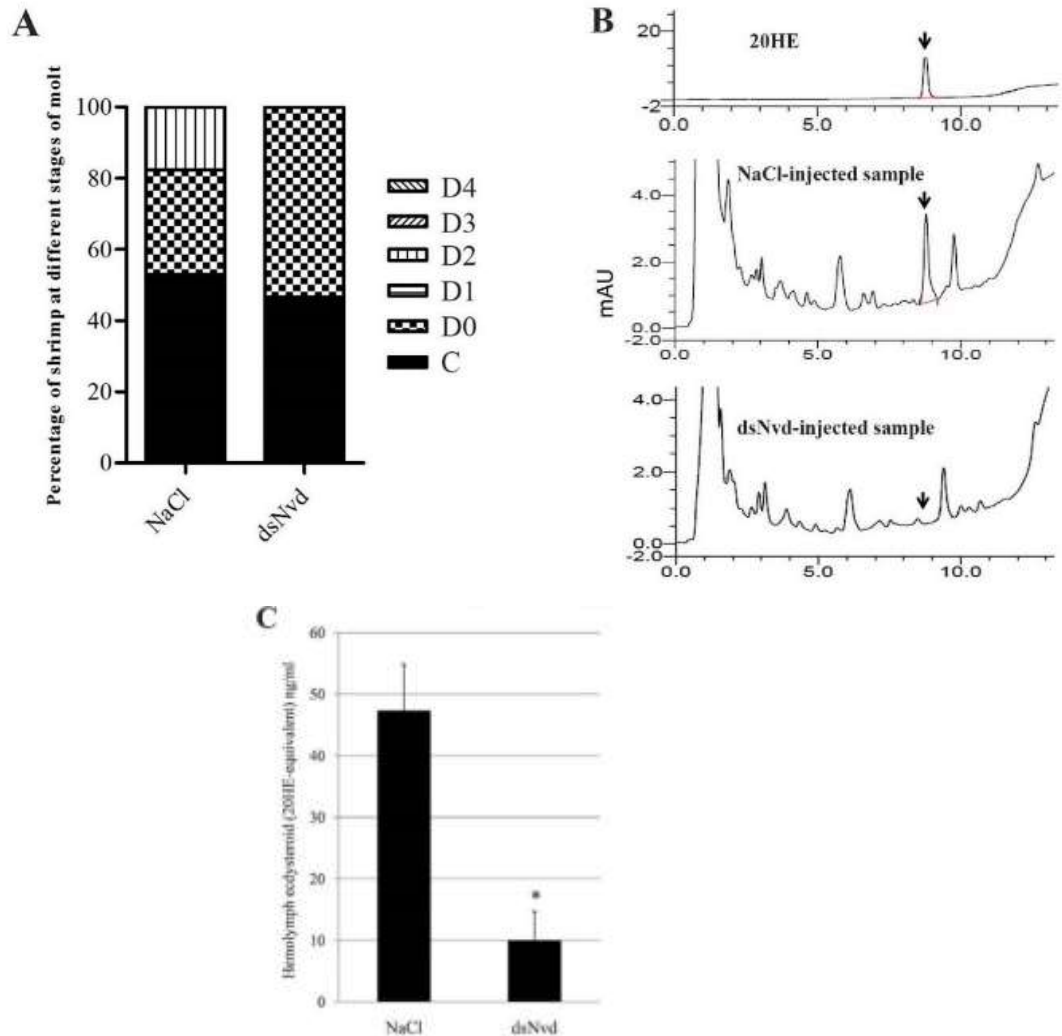 A
Percentage of shrimp at different stages of molt
100
80
60
40
20
0
NaCl
dsNvd
D4
D3
D2
D1
D0
C
B
20HE
20
-2
0.0
5.0
10.0
NaCl-injected sample
mAU
4.0
2.0
0.0
-2.0
0.0
5.0
10.0
dsNvd-injected sample
4.0
2.0
0.0
-2.0
0.0
5.0
10.0
C
Hemolymph ecdysteroid (20HE-equivalent) ng/ml
60
50
40
30
20
10
0
*
NaCl
dsNvd